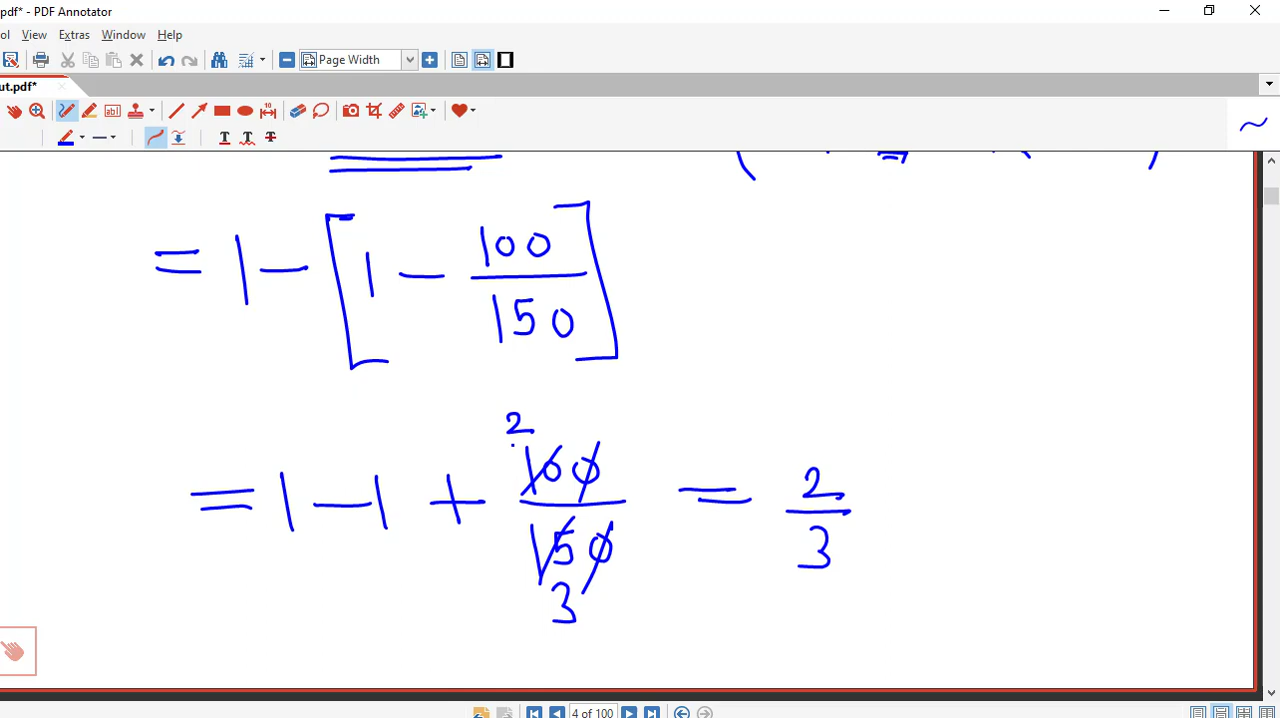 pdf* - PDF Annotator
ol View Extras Window Help
Page Width
ut.pdf*
= 1 - [1 - 100/150]
2
= 1 - 1 + 100/150 = 2/3
3
4 of 100